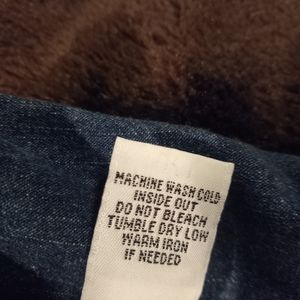 MACHINE WASH COLD
INSIDE OUT
DO NOT BLEACH
TUMBLE DRY LOW
WARM IRON
IF NEEDED